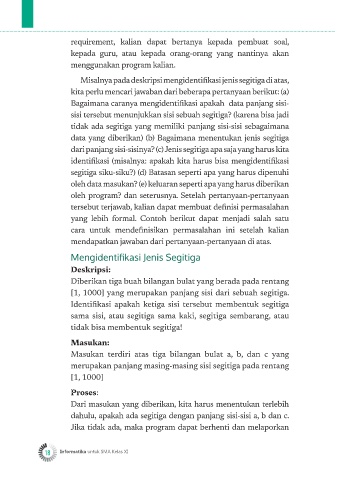 requirement, kalian dapat bertanya kepada pembuat soal,
kepada guru, atau kepada orang-orang yang nantinya akan
menggunakan program kalian.
Misalnya pada deskripsi mengidentifikasi jenis segitiga di atas,
kita perlu mencari jawaban dari beberapa pertanyaan berikut: (a)
Bagaimana caranya mengidentifikasi apakah data panjang sisi-
sisi tersebut menunjukkan sisi sebuah segitiga? (karena bisa jadi
tidak ada segitiga yang memiliki panjang sisi-sisi sebagaimana
data yang diberikan) (b) Bagaimana menentukan jenis segitiga
dari panjang sisi-sisinya? (c) Jenis segitiga apa saja yang harus kita
identifikasi (misalnya: apakah kita harus bisa mengidentifikasi
segitiga siku-siku?) (d) Batasan seperti apa yang harus dipenuhi
oleh data masukan? (e) keluaran seperti apa yang harus diberikan
oleh program? dan seterusnya. Setelah pertanyaan-pertanyaan
tersebut terjawab, kalian dapat membuat definisi permasalahan
yang lebih formal. Contoh berikut dapat menjadi salah satu
cara untuk mendefinisikan permasalahan ini setelah kalian
mendapatkan jawaban dari pertanyaan-pertanyaan di atas.
Mengidentifikasi Jenis Segitiga
Deskripsi:
Diberikan tiga buah bilangan bulat yang berada pada rentang
[1, 1000] yang merupakan panjang sisi dari sebuah segitiga.
Identifikasi apakah ketiga sisi tersebut membentuk segitiga
sama sisi, atau segitiga sama kaki, segitiga sembarang, atau
tidak bisa membentuk segitiga!
Masukan:
Masukan terdiri atas tiga bilangan bulat a, b, dan c yang
merupakan panjang masing-masing sisi segitiga pada rentang
[1, 1000]
Proses:
Dari masukan yang diberikan, kita harus menentukan terlebih
dahulu, apakah ada segitiga dengan panjang sisi-sisi a, b dan c.
Jika tidak ada, maka program dapat berhenti dan melaporkan
18 Informatika untuk SMA Kelas XI